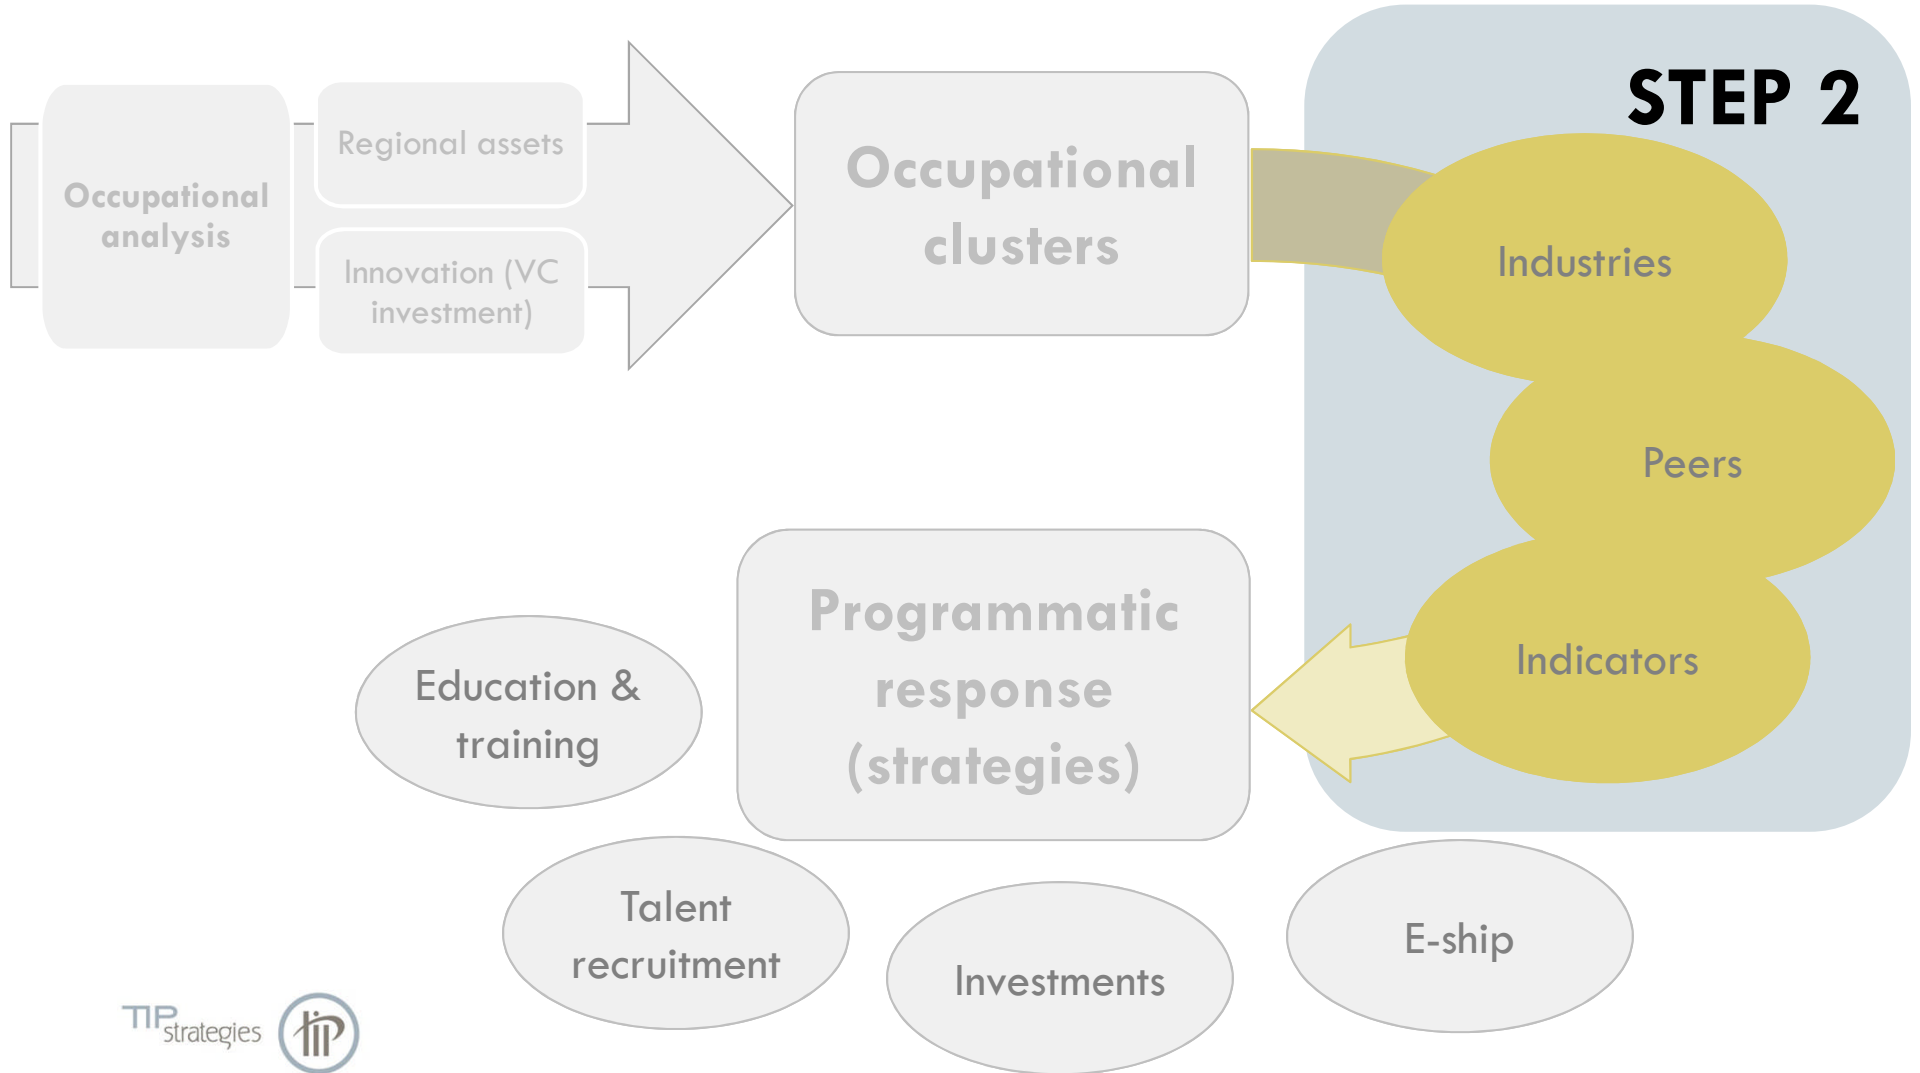 STEP 2
Occupational
analysis
Regional assets
Innovation (VC
investment)
Occupational
clusters
Industries
Peers
Indicators
Programmatic
response
(strategies)
Education &
training
Talent
recruitment
Investments
E-ship
TIP
strategies
tip